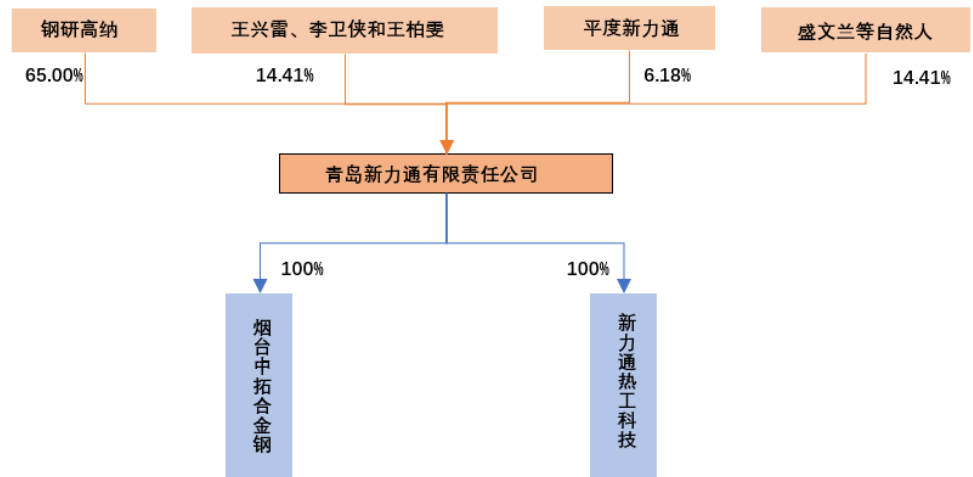 钢研高纳
王兴雷、李卫侠和王柏雯
平度新力通
盛文兰等自然人
65.00%
14.41%
6.18%
14.41%
青岛新力通有限责任公司
100%
100%
烟台中拓合金钢
新力通热工科技